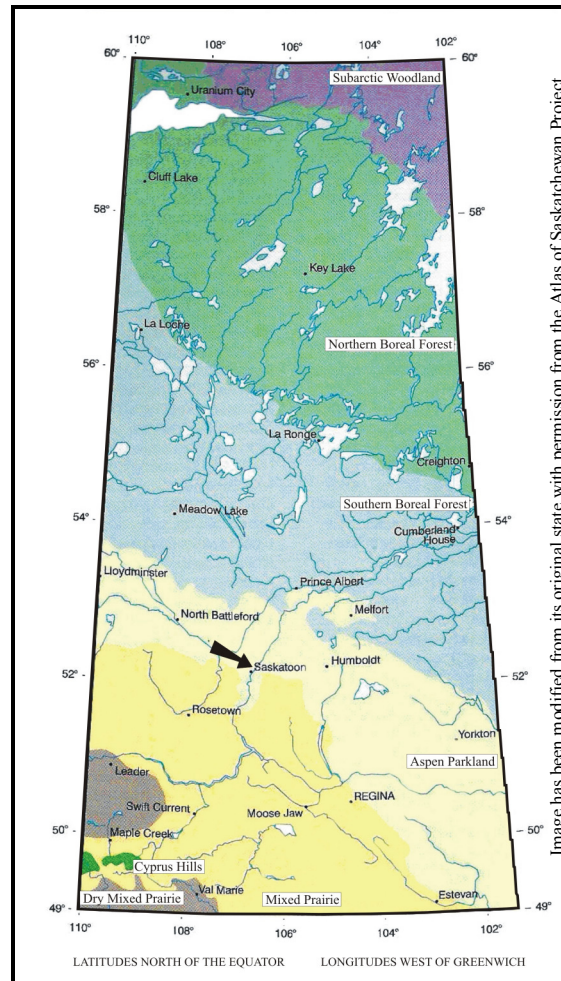 110°
108°
106°
104°
102°
60°
60°
Subarctic Woodland
Uranium City
Cluff Lake
58°
58°
Key Lake
La Loche
Northern Boreal Forest
56°
56°
La Ronge
Creighton
Southern Boreal Forest
Meadow Lake
54°
54°
Cumberland
House
Lloydminster
Prince Albert
North Battleford
Melfort
Saskatoon
Humboldt
52°
52°
Rosetown
Yorkton
Aspen Parkland
Leader
Swift Current
REGINA
Moose Jaw
50°
50°
Maple Creek
Cyprus Hills
Val Marie
Dry Mixed Prairie
Mixed Prairie
Estevan
49°
49°
110°
108°
106°
104°
102°
LATITUDES NORTH OF THE EQUATOR
LONGITUDES WEST OF GREENWICH
Image has been modified from its original state with permission from the Atlas of Saskatchewan Project